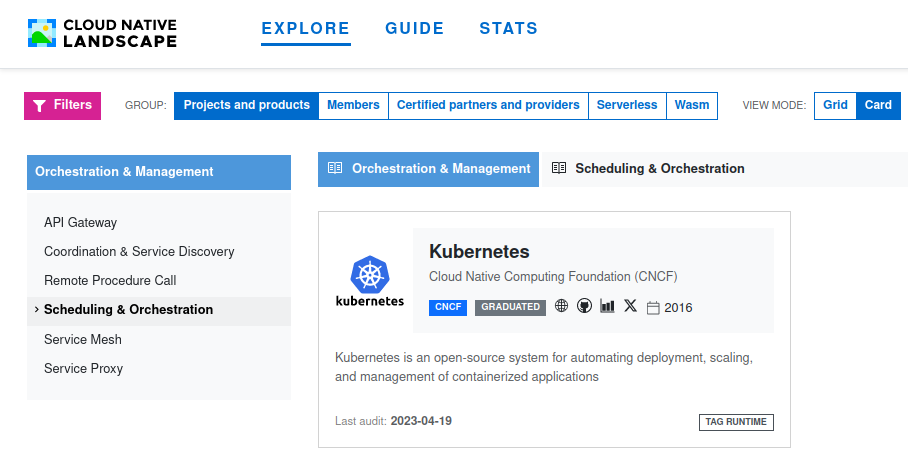 CLOUD NATIVE
LANDSCAPE
EXPLORE GUIDE STATS
Filters GROUP: Projects and products Members Certified partners and providers Serverless Wasm VIEW MODE: Grid Card
Orchestration & Management
API Gateway
Coordination & Service Discovery
Remote Procedure Call
› Scheduling & Orchestration
Service Mesh
Service Proxy
Orchestration & Management Scheduling & Orchestration
kubernetes
Kubernetes
Cloud Native Computing Foundation (CNCF)
CNCF GRADUATED 2016
Kubernetes is an open-source system for automating deployment, scaling,
and management of containerized applications
Last audit: 2023-04-19 TAG RUNTIME